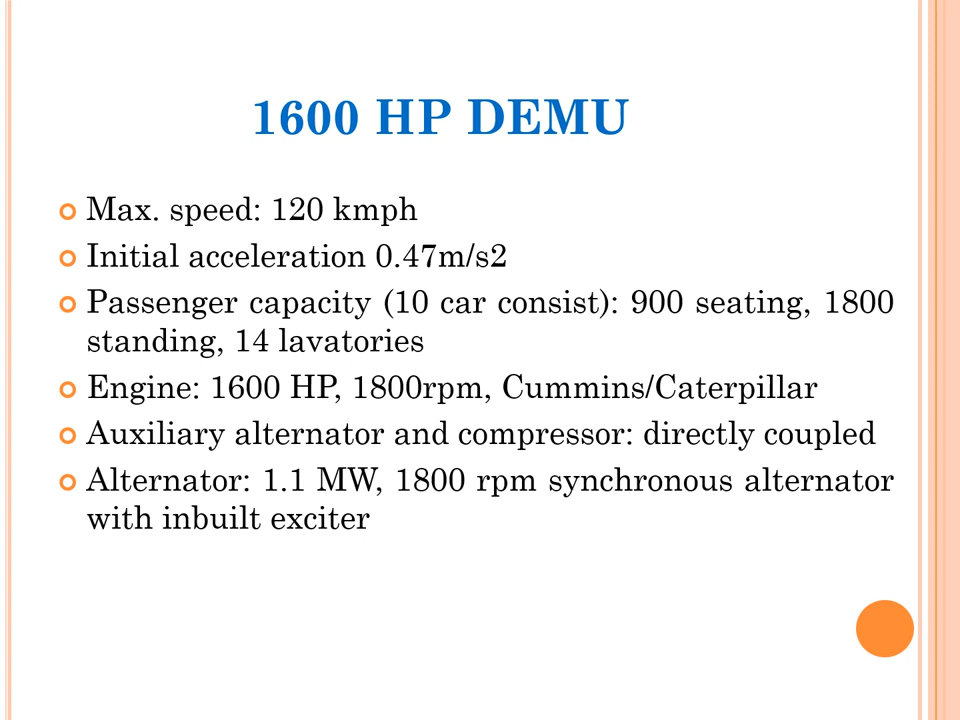 1600 HP DEMU
Max. speed: 120 kmph
Initial acceleration 0.47m/s2
Passenger capacity (10 car consist): 900 seating, 1800
standing, 14 lavatories
Engine: 1600 HP, 1800rpm, Cummins/Caterpillar
Auxiliary alternator and compressor: directly coupled
Alternator: 1.1 MW, 1800 rpm synchronous alternator
with inbuilt exciter